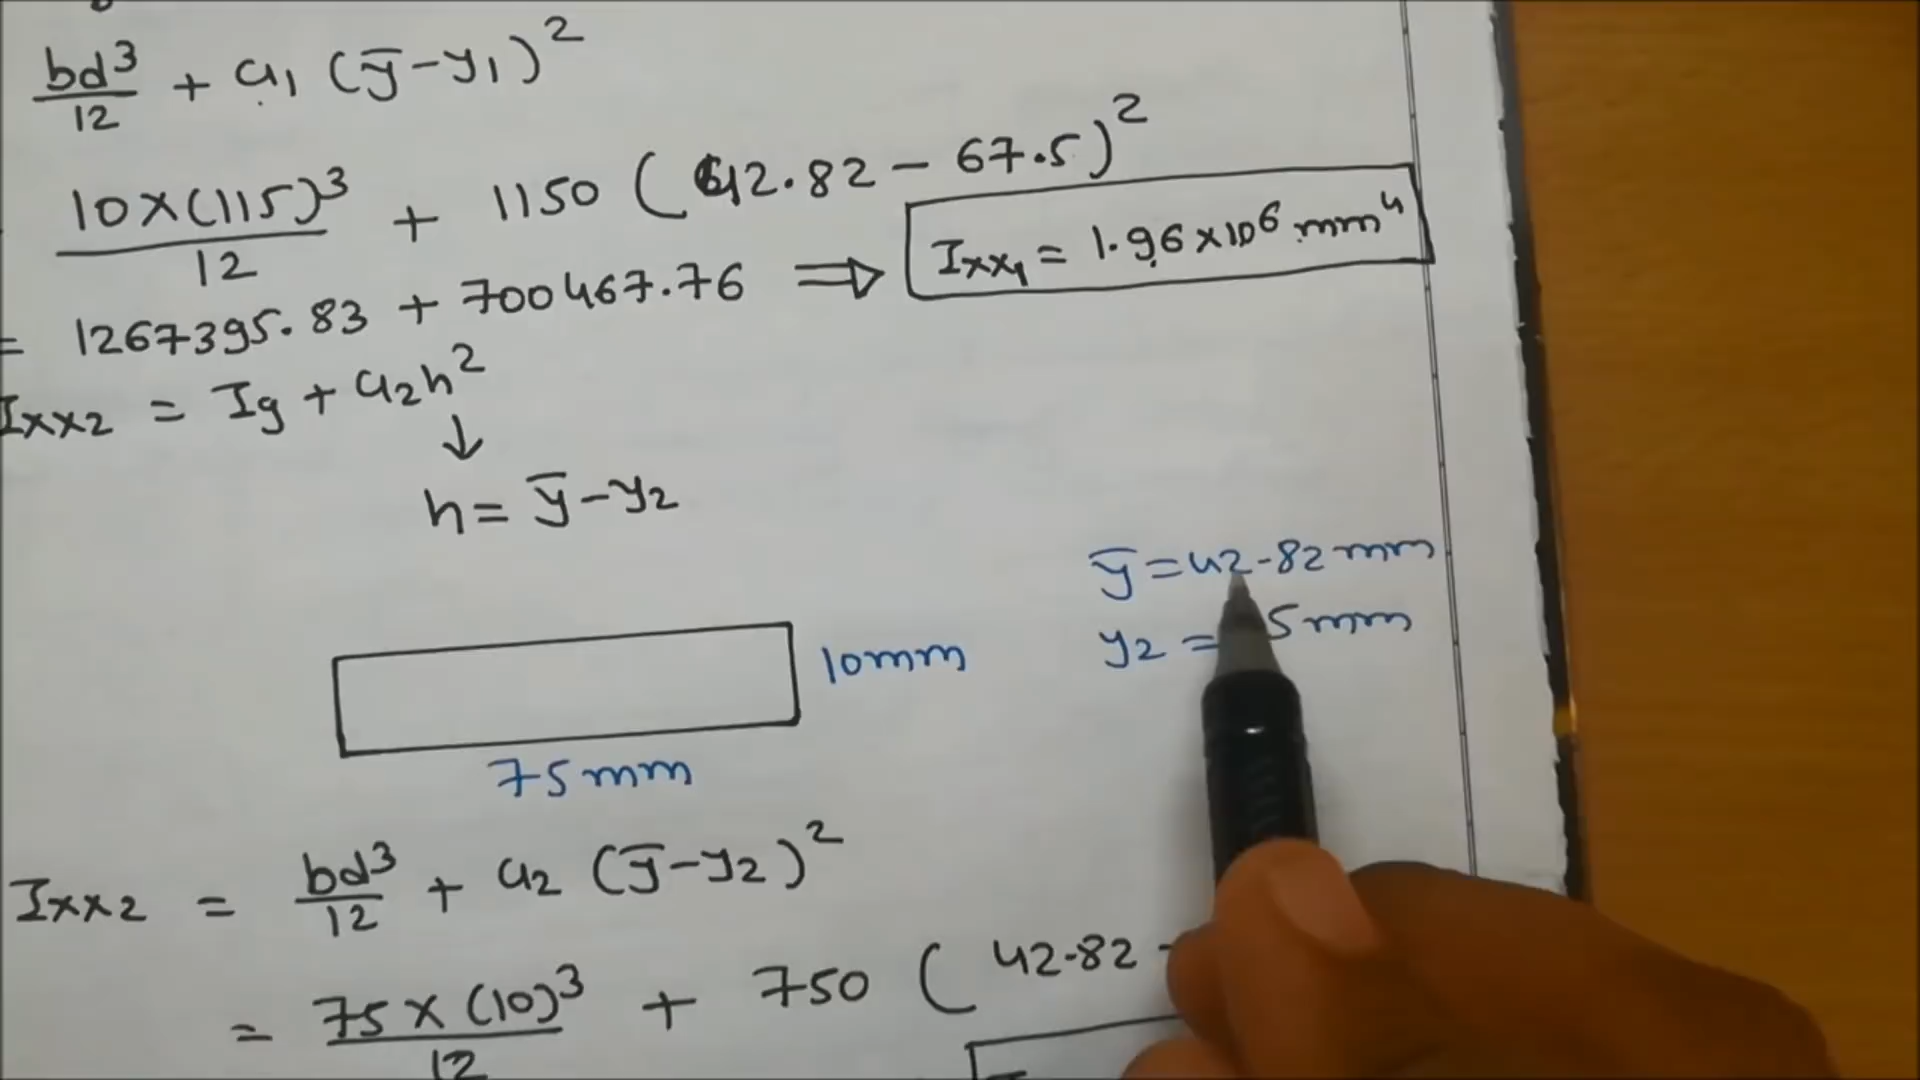 bd³/12 + a₁ (ȳ-y₁)²
10×(115)³/12 + 1150 (42.82 - 67.5)²
= 1267395.83 + 700467.76 ⇒ Ixx₁ = 1.96×10⁶ mm⁴
Ixx2 = Ig + a₂h²
↓
h = ȳ-y₂
ȳ = 42.82 mm
y₂ = 5mm
10mm
75mm
Ixx2 = bd³/12 + a₂ (ȳ-y₂)²
= 75×(10)³/12 + 750 ( 42.82 -